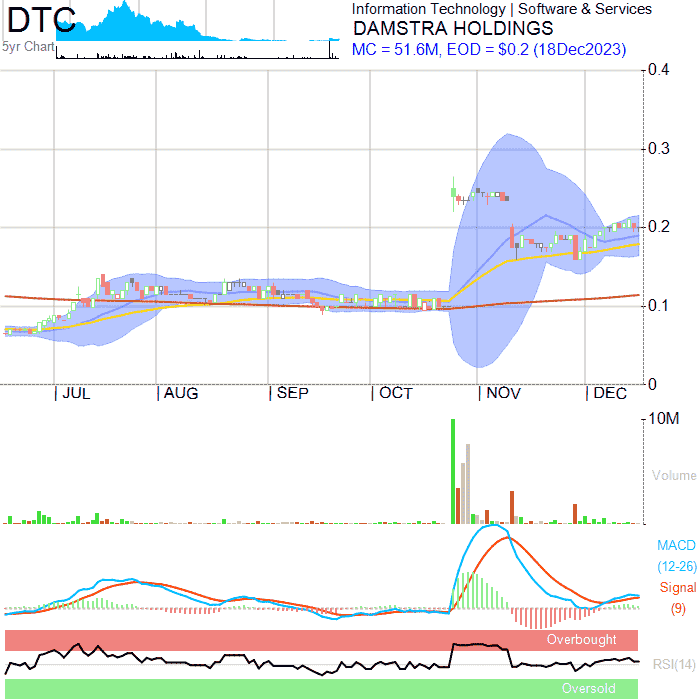 DTC
5yr Chart
Information Technology | Software & Services
DAMSTRA HOLDINGS
MC = 51.6M, EOD = $0.2 (18Dec2023)
0.4
0.3
0.2
0.1
0
JUL
AUG
SEP
OCT
NOV
DEC
10M
Volume
MACD
(12-26)
Signal
(9)
Overbought
RSI(14)
Oversold